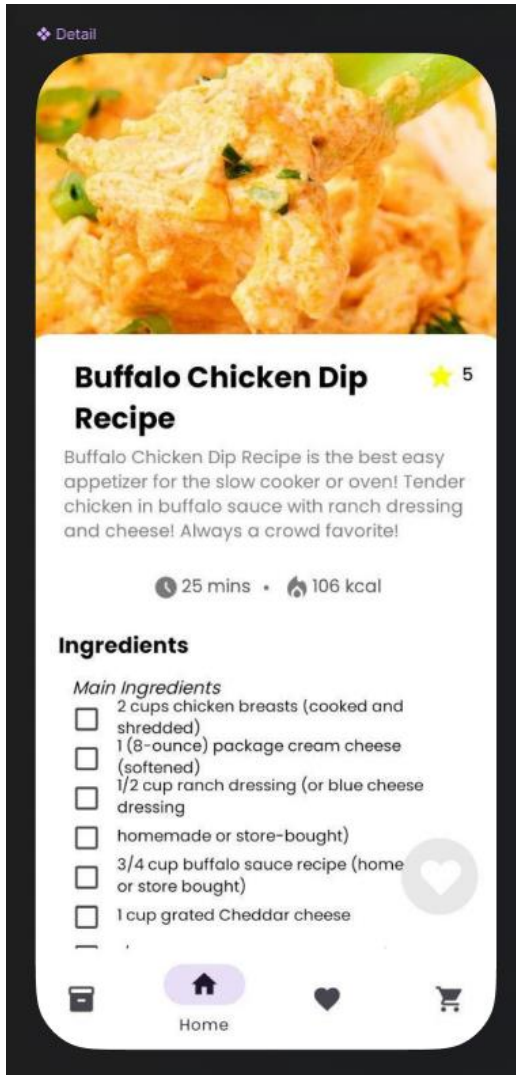 Detail
Buffalo Chicken Dip
Recipe
5
Buffalo Chicken Dip Recipe is the best easy
appetizer for the slow cooker or oven! Tender
chicken in buffalo sauce with ranch dressing
and cheese! Always a crowd favorite!
25 mins • 106 kcal
Ingredients
Main Ingredients
2 cups chicken breasts (cooked and
shredded)
1 (8-ounce) package cream cheese
(softened)
1/2 cup ranch dressing (or blue cheese
dressing
homemade or store-bought)
3/4 cup buffalo sauce recipe (home
or store bought)
1 cup grated Cheddar cheese
Home